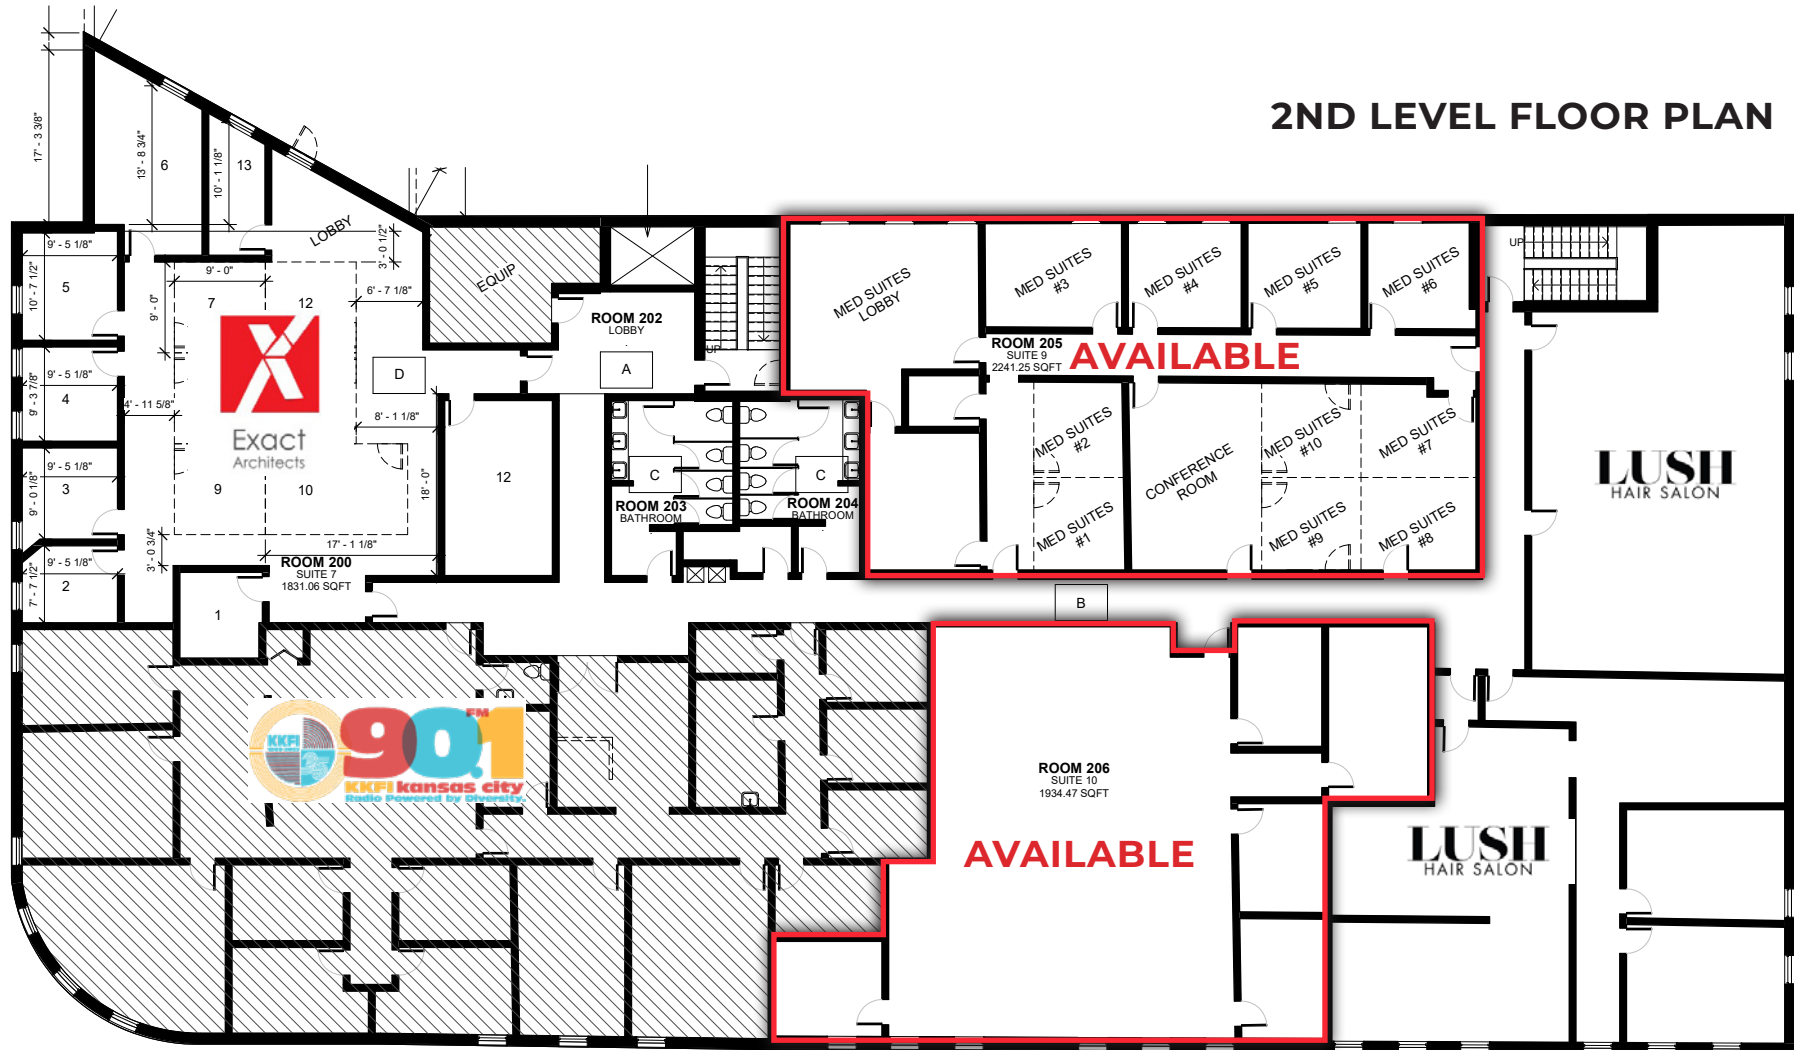 2ND LEVEL FLOOR PLAN
17' - 3 3/8"
13' - 8 3/4"
6
10' - 1 1/8"
13
LOBBY
3' - 0 1/2"
9' - 5 1/8"
10' - 7 1/2"
5
9' - 0"
9' - 0"
7
12
6' - 7 1/8"
EQUIP
ROOM 202
LOBBY
A
UP
D
9' - 5 1/8"
9' - 3 7/8"
4
4' - 11 5/8"
8' - 1 1/8"
Exact
Architects
9' - 5 1/8"
9' - 0 1/8"
3
9
10
18' - 0"
12
3' - 0 3/4"
17' - 1 1/8"
9' - 5 1/8"
7' - 7 1/2"
2
ROOM 200
SUITE 7
1831.06 SQFT
1
C
C
ROOM 203
BATHROOM
ROOM 204
BATHROOM
MED SUITES
LOBBY
MED SUITES
#3
MED SUITES
#4
MED SUITES
#5
MED SUITES
#6
UP
ROOM 205
SUITE 9
2241.25 SQFT
AVAILABLE
MED SUITES
#2
CONFERENCE
ROOM
MED SUITES
#10
MED SUITES
#7
MED SUITES
#1
MED SUITES
#9
MED SUITES
#8
LUSH
HAIR SALON
B
KKFI
90.1
FM
KKFI kansas city
Radio Powered by Diversity.
ROOM 206
SUITE 10
1934.47 SQFT
AVAILABLE
LUSH
HAIR SALON